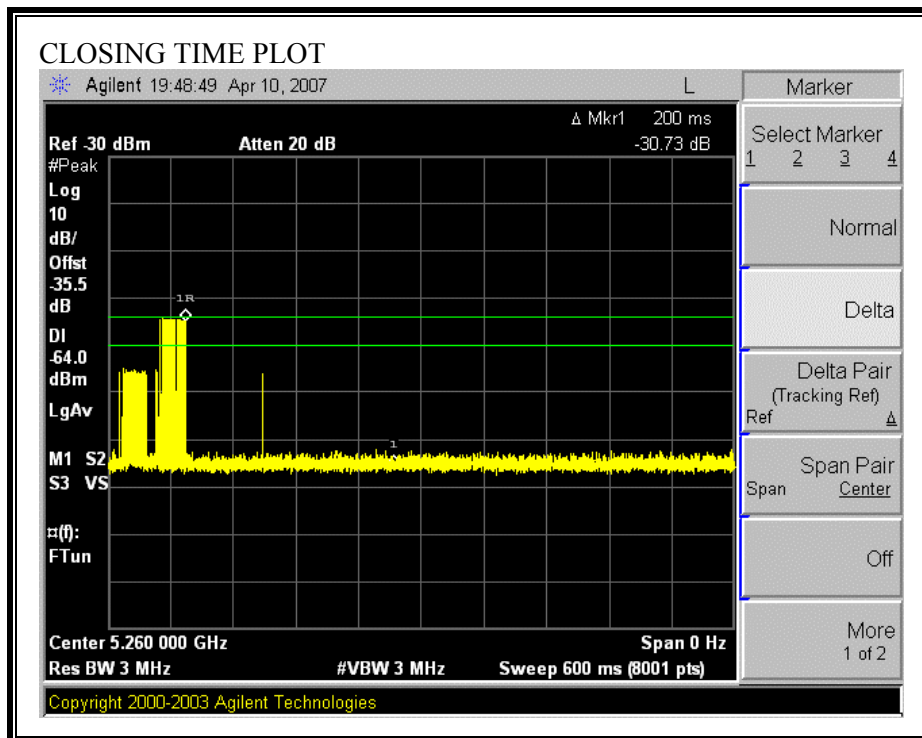 CLOSING TIME PLOT
Agilent 19:48:49 Apr 10, 2007 L
Δ Mkr1 200 ms
Ref -30 dBm Atten 20 dB -30.73 dB
#Peak
Log
10
dB/
Offst
-35.5
dB
DI
-64.0
dBm
LgAv
M1 S2
S3 VS
¤(f):
FTun
1R
1
Center 5.260 000 GHz Span 0 Hz
Res BW 3 MHz #VBW 3 MHz Sweep 600 ms (8001 pts)
Copyright 2000-2003 Agilent Technologies
Marker
Select Marker
1 2 3 4
Normal
Delta
Delta Pair
(Tracking Ref)
Ref Δ
Span Pair
Span Center
Off
More
1 of 2